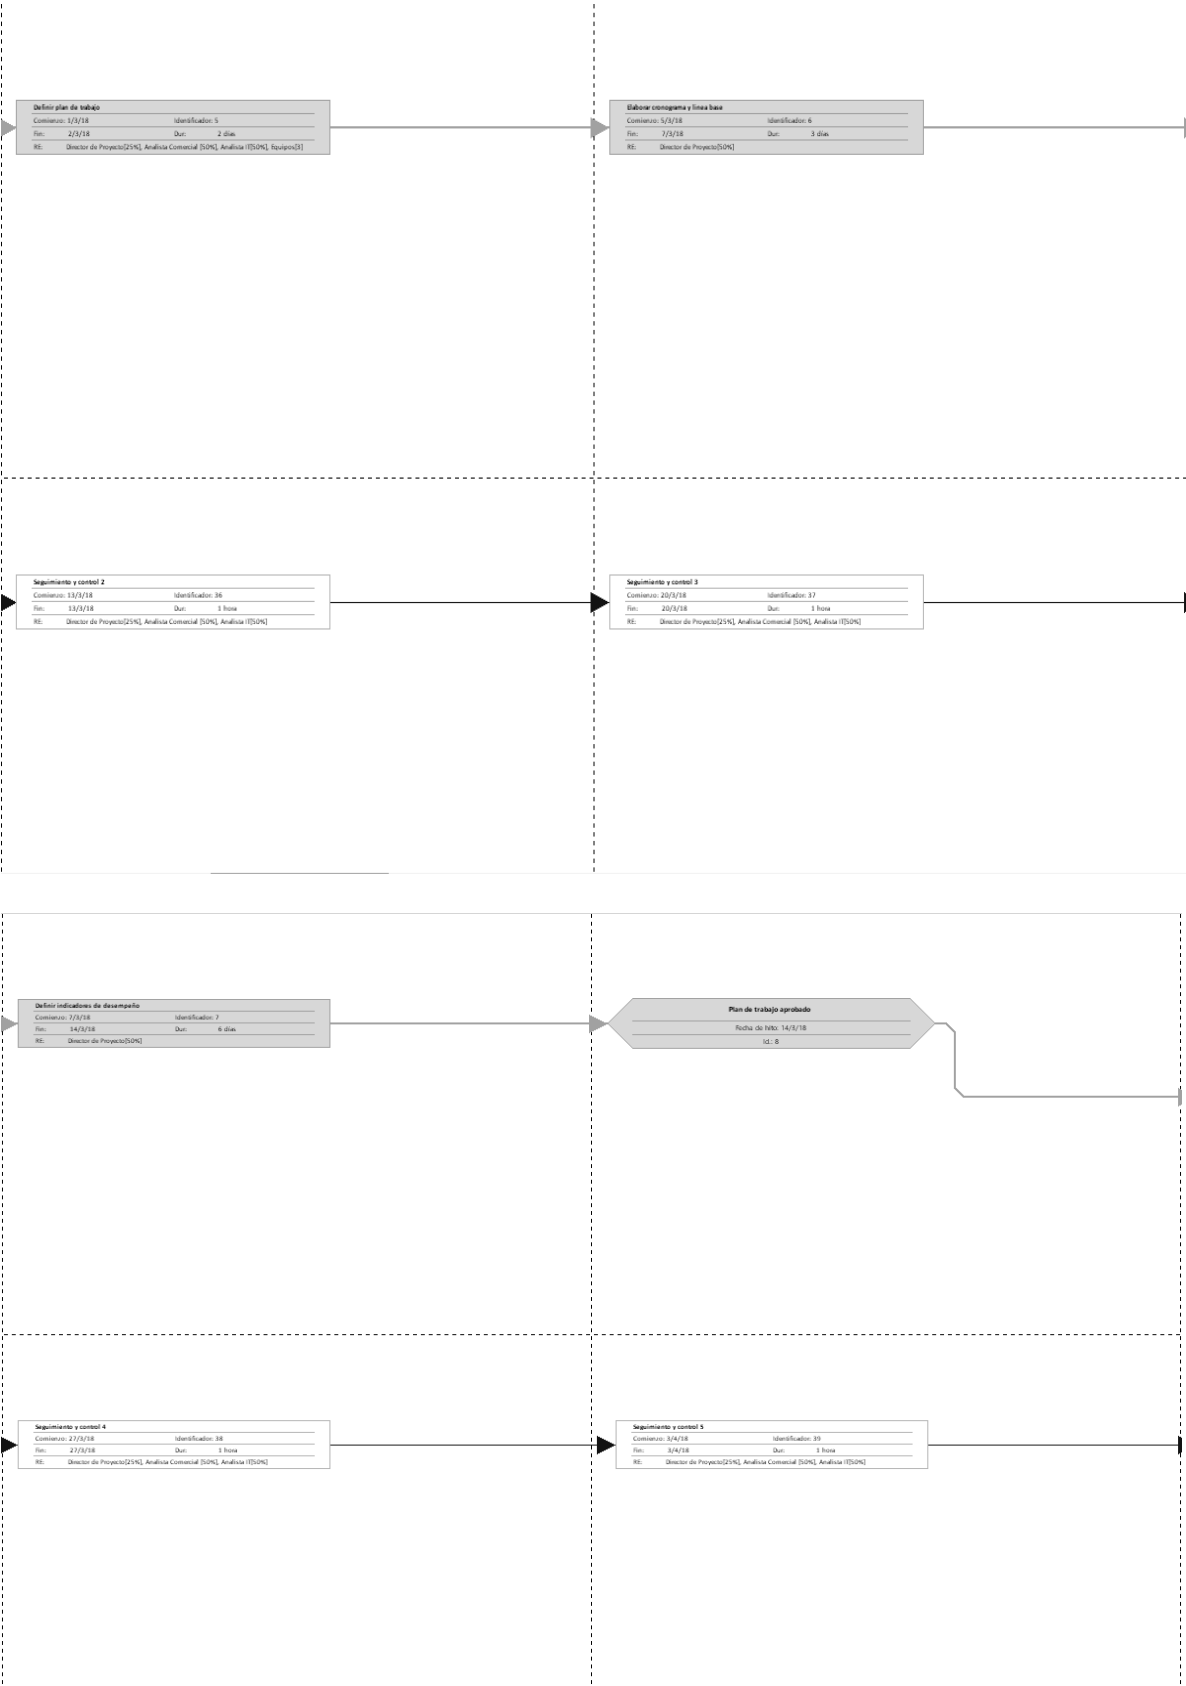 Definir plan de trabajo
Comienzo: 1/3/18 Identificador: 5
Fin: 2/3/18 Dur: 2 días
RE: Director de Proyecto[25%], Analista Comercial [50%], Analista IT[50%], Equipos[3]
Elaborar cronograma y linea base
Comienzo: 5/3/18 Identificador: 6
Fin: 7/3/18 Dur: 3 días
RE: Director de Proyecto[50%]
Seguimiento y control 2
Comienzo: 13/3/18 Identificador: 36
Fin: 13/3/18 Dur: 1 hora
RE: Director de Proyecto[25%], Analista Comercial [50%], Analista IT[50%]
Seguimiento y control 3
Comienzo: 20/3/18 Identificador: 37
Fin: 20/3/18 Dur: 1 hora
RE: Director de Proyecto[25%], Analista Comercial [50%], Analista IT[50%]
Definir indicadores de desempeño
Comienzo: 7/3/18 Identificador: 7
Fin: 14/3/18 Dur: 6 días
RE: Director de Proyecto[50%]
Plan de trabajo aprobado
Fecha de hito: 14/3/18
Id.: 8
Seguimiento y control 4
Comienzo: 27/3/18 Identificador: 38
Fin: 27/3/18 Dur: 1 hora
RE: Director de Proyecto[25%], Analista Comercial [50%], Analista IT[50%]
Seguimiento y control 5
Comienzo: 3/4/18 Identificador: 39
Fin: 3/4/18 Dur: 1 hora
RE: Director de Proyecto[25%], Analista Comercial [50%], Analista IT[50%]